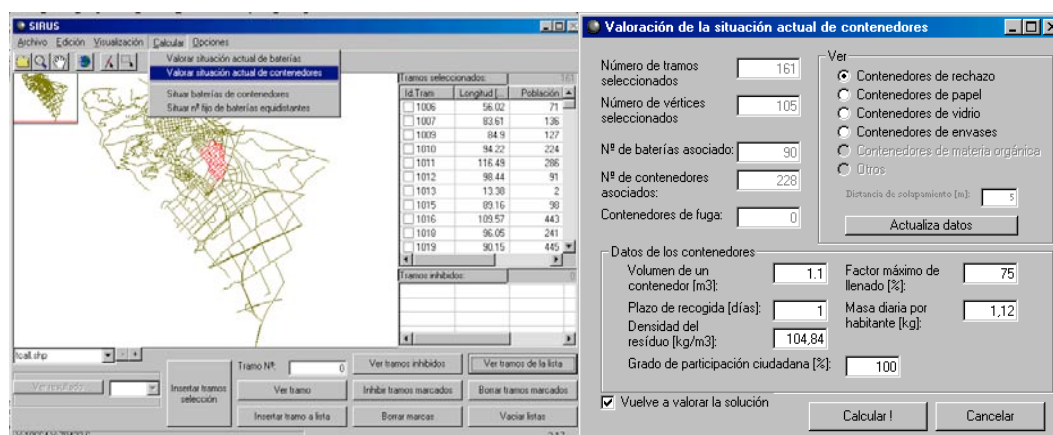 SIRUS
Archivo Edición Visualización Calcular Opciones
Valorar situación actual de baterías
Valorar situación actual de contenedores
Situar baterías de contenedores
Situar nº fijo de baterías equidistantes
Tramos seleccionados: 161
Id.Tram Longitud [... Población
1006 56.02 71
1007 83.61 136
1009 84.9 127
1010 94.22 224
1011 116.49 286
1012 98.44 91
1013 13.38 2
1015 89.16 98
1016 109.57 443
1018 96.05 241
1019 90.15 445
Tramos inhibidos: 0
fcall.shp
- +
Ver resultado
Insertar tramos selección
Tramo Nº: 0
Ver tramo
Insertar tramo a lista
Ver tramos inhibidos
Inhibir tramos marcados
Borrar marcas
Ver tramos de la lista
Borrar tramos marcados
Vaciar listas
Valoración de la situación actual de contenedores
Número de tramos
seleccionados
161
Número de vértices
seleccionados
105
Nº de baterías asociado:
90
Nº de contenedores
asociados:
228
Contenedores de fuga:
0
Ver
Contenedores de rechazo
Contenedores de papel
Contenedores de vidrio
Contenedores de envases
Contenedores de materia orgánica
Otros
Distancia de solapamiento [m]: 5
Actualiza datos
Datos de los contenedores
Volumen de un
contenedor [m3]:
1.1
Plazo de recogida [días]: 1
Densidad del
resíduo [kg/m3]:
104,84
Factor máximo de
llenado [%]:
75
Masa diaria por
habitante [kg]:
1,12
Grado de participación ciudadana [%]: 100
Vuelve a valorar la solución
Calcular !
Cancelar